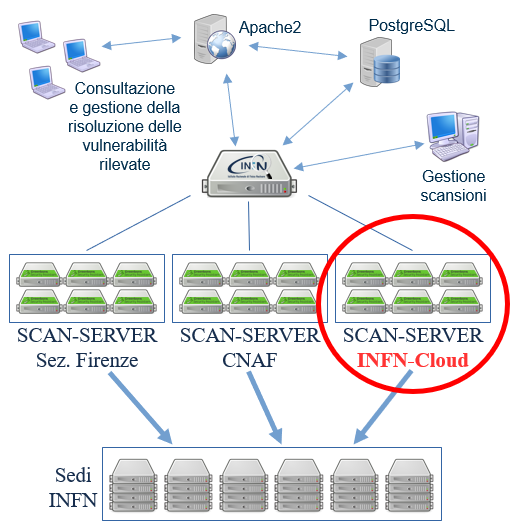 Apache2
PostgreSQL
Consultazione
e gestione della
risoluzione delle
vulnerabilità
rilevate
INFN
Gestione
scansioni
SCAN-SERVER
Sez. Firenze
SCAN-SERVER
CNAF
SCAN-SERVER
INFN-Cloud
Sedi
INFN